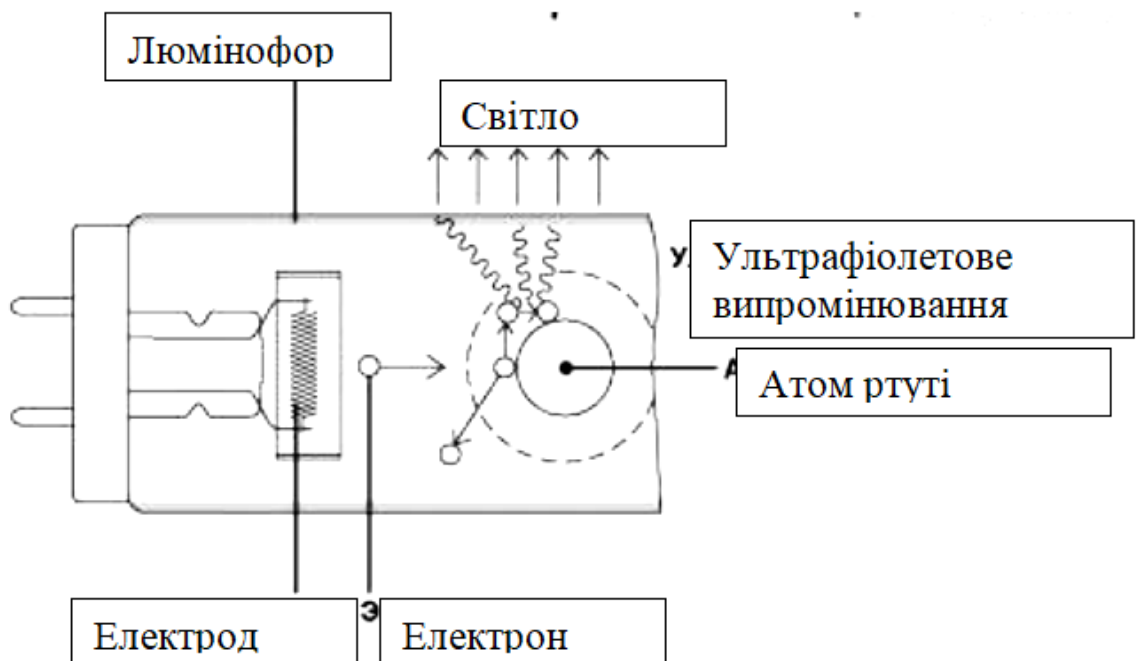 Люмінофор
Світло
У
Ультрафіолетове
випромінювання
Атом ртуті
Електрод
Э
Електрон